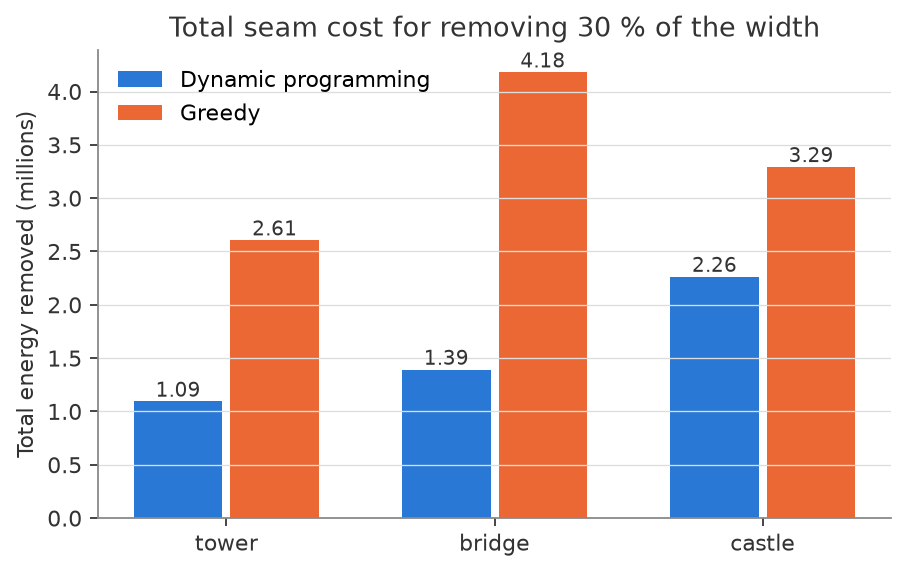 Total seam cost for removing 30 % of the width
Total energy removed (millions)
4.0
3.5
3.0
2.5
2.0
1.5
1.0
0.5
0.0
Dynamic programming
Greedy
1.09
2.61
1.39
4.18
2.26
3.29
tower
bridge
castle